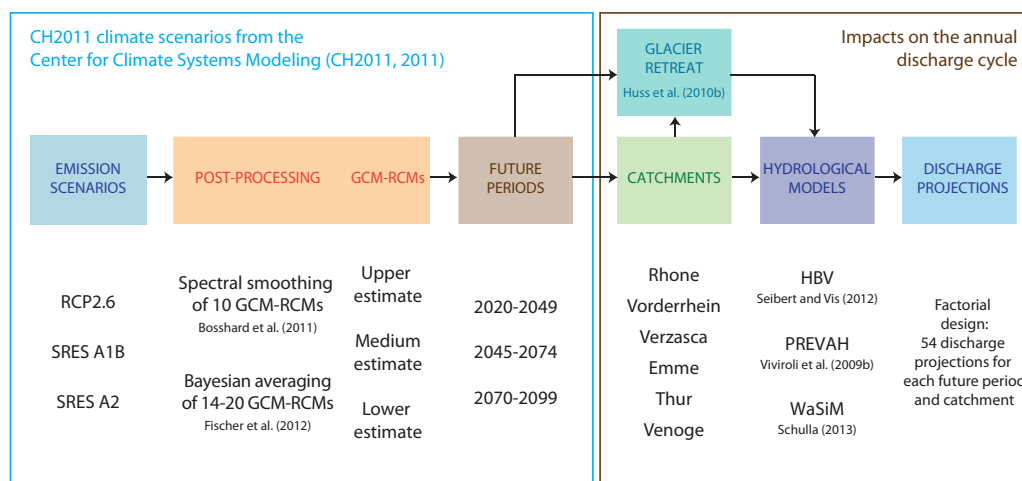 CH2011 climate scenarios from the
Center for Climate Systems Modeling (CH2011, 2011)
EMISSION
SCENARIOS
POST-PROCESSING
GCM-RCMs
FUTURE
PERIODS
RCP2.6
SRES A1B
SRES A2
Spectral smoothing
of 10 GCM-RCMs
Bosshard et al. (2011)
Bayesian averaging
of 14-20 GCM-RCMs
Fischer et al. (2012)
Upper
estimate
Medium
estimate
Lower
estimate
2020-2049
2045-2074
2070-2099
Impacts on the annual
discharge cycle
GLACIER
RETREAT
Huss et al. (2010b)
CATCHMENTS
HYDROLOGICAL
MODELS
DISCHARGE
PROJECTIONS
Rhone
Vorderrhein
Verzasca
Emme
Thur
Venoge
HBV
Seibert and Vis (2012)
PREVAH
Viviroli et al. (2009b)
WaSiM
Schulla (2013)
Factorial
design:
54 discharge
projections for
each future period
and catchment